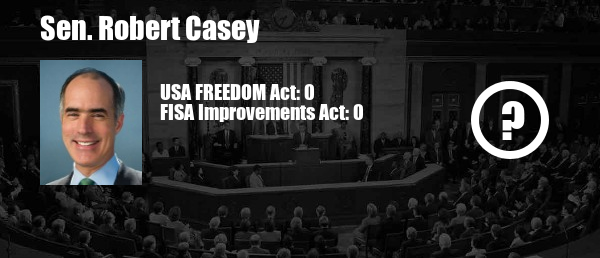 Sen. Robert Casey
USA FREEDOM Act: 0
FISA Improvements Act: 0
?